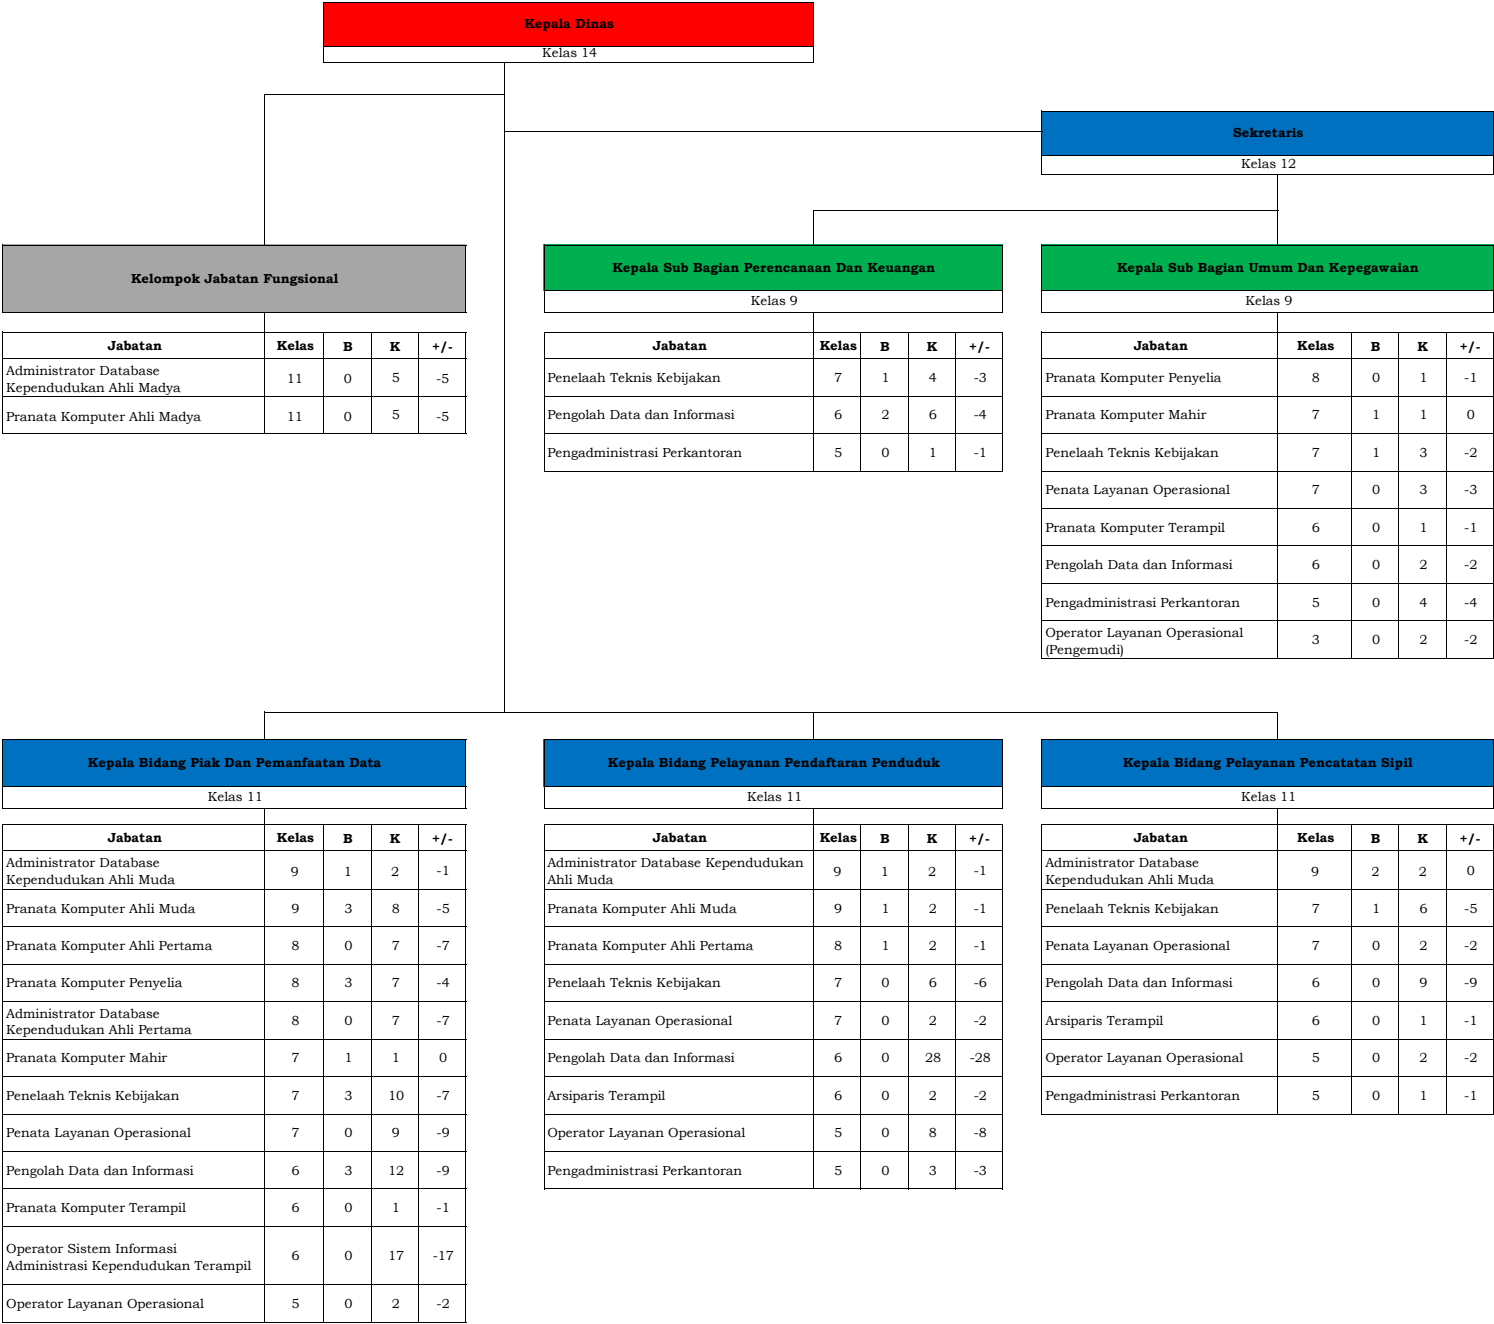 Kepala Dinas
Kelas 14
Sekretaris
Kelas 12
Kelompok Jabatan Fungsional
Jabatan Kelas B K +/-
Administrator Database
Kependudukan Ahli Madya 11 0 5 -5
Pranata Komputer Ahli Madya 11 0 5 -5
Kepala Sub Bagian Perencanaan Dan Keuangan
Kelas 9
Jabatan Kelas B K +/-
Penelaah Teknis Kebijakan 7 1 4 -3
Pengolah Data dan Informasi 6 2 6 -4
Pengadministrasi Perkantoran 5 0 1 -1
Kepala Sub Bagian Umum Dan Kepegawaian
Kelas 9
Jabatan Kelas B K +/-
Pranata Komputer Penyelia 8 0 1 -1
Pranata Komputer Mahir 7 1 1 0
Penelaah Teknis Kebijakan 7 1 3 -2
Penata Layanan Operasional 7 0 3 -3
Pranata Komputer Terampil 6 0 1 -1
Pengolah Data dan Informasi 6 0 2 -2
Pengadministrasi Perkantoran 5 0 4 -4
Operator Layanan Operasional
(Pengemudi) 3 0 2 -2
Kepala Bidang Piak Dan Pemanfaatan Data
Kelas 11
Jabatan Kelas B K +/-
Administrator Database
Kependudukan Ahli Muda 9 1 2 -1
Pranata Komputer Ahli Muda 9 3 8 -5
Pranata Komputer Ahli Pertama 8 0 7 -7
Pranata Komputer Penyelia 8 3 7 -4
Administrator Database
Kependudukan Ahli Pertama 8 0 7 -7
Pranata Komputer Mahir 7 1 1 0
Penelaah Teknis Kebijakan 7 3 10 -7
Penata Layanan Operasional 7 0 9 -9
Pengolah Data dan Informasi 6 3 12 -9
Pranata Komputer Terampil 6 0 1 -1
Operator Sistem Informasi
Administrasi Kependudukan Terampil 6 0 17 -17
Operator Layanan Operasional 5 0 2 -2
Kepala Bidang Pelayanan Pendaftaran Penduduk
Kelas 11
Jabatan Kelas B K +/-
Administrator Database Kependudukan
Ahli Muda 9 1 2 -1
Pranata Komputer Ahli Muda 9 1 2 -1
Pranata Komputer Ahli Pertama 8 1 2 -1
Penelaah Teknis Kebijakan 7 0 6 -6
Penata Layanan Operasional 7 0 2 -2
Pengolah Data dan Informasi 6 0 28 -28
Arsiparis Terampil 6 0 2 -2
Operator Layanan Operasional 5 0 8 -8
Pengadministrasi Perkantoran 5 0 3 -3
Kepala Bidang Pelayanan Pencatatan Sipil
Kelas 11
Jabatan Kelas B K +/-
Administrator Database
Kependudukan Ahli Muda 9 2 2 0
Penelaah Teknis Kebijakan 7 1 6 -5
Penata Layanan Operasional 7 0 2 -2
Pengolah Data dan Informasi 6 0 9 -9
Arsiparis Terampil 6 0 1 -1
Operator Layanan Operasional 5 0 2 -2
Pengadministrasi Perkantoran 5 0 1 -1